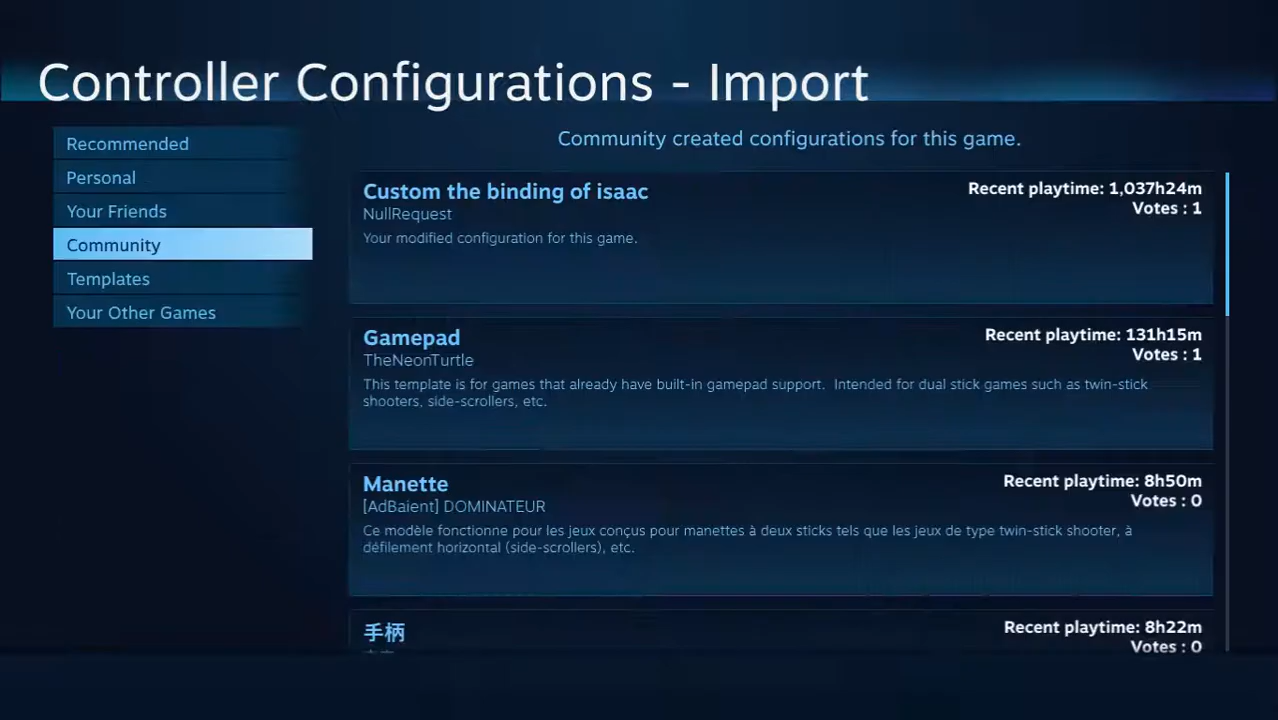 Controller Configurations - Import
Recommended
Personal
Your Friends
Community
Templates
Your Other Games
Community created configurations for this game.
Custom the binding of isaac
NullRequest
Your modified configuration for this game.
Recent playtime: 1,037h24m
Votes : 1
Gamepad
TheNeonTurtle
This template is for games that already have built-in gamepad support.  Intended for dual stick games such as twin-stick
shooters, side-scrollers, etc.
Recent playtime: 131h15m
Votes : 1
Manette
[AdBaient] DOMINATEUR
Ce modèle fonctionne pour les jeux conçus pour manettes à deux sticks tels que les jeux de type twin-stick shooter, à
défilement horizontal (side-scrollers), etc.
Recent playtime: 8h50m
Votes : 0
手柄
Recent playtime: 8h22m
Votes : 0